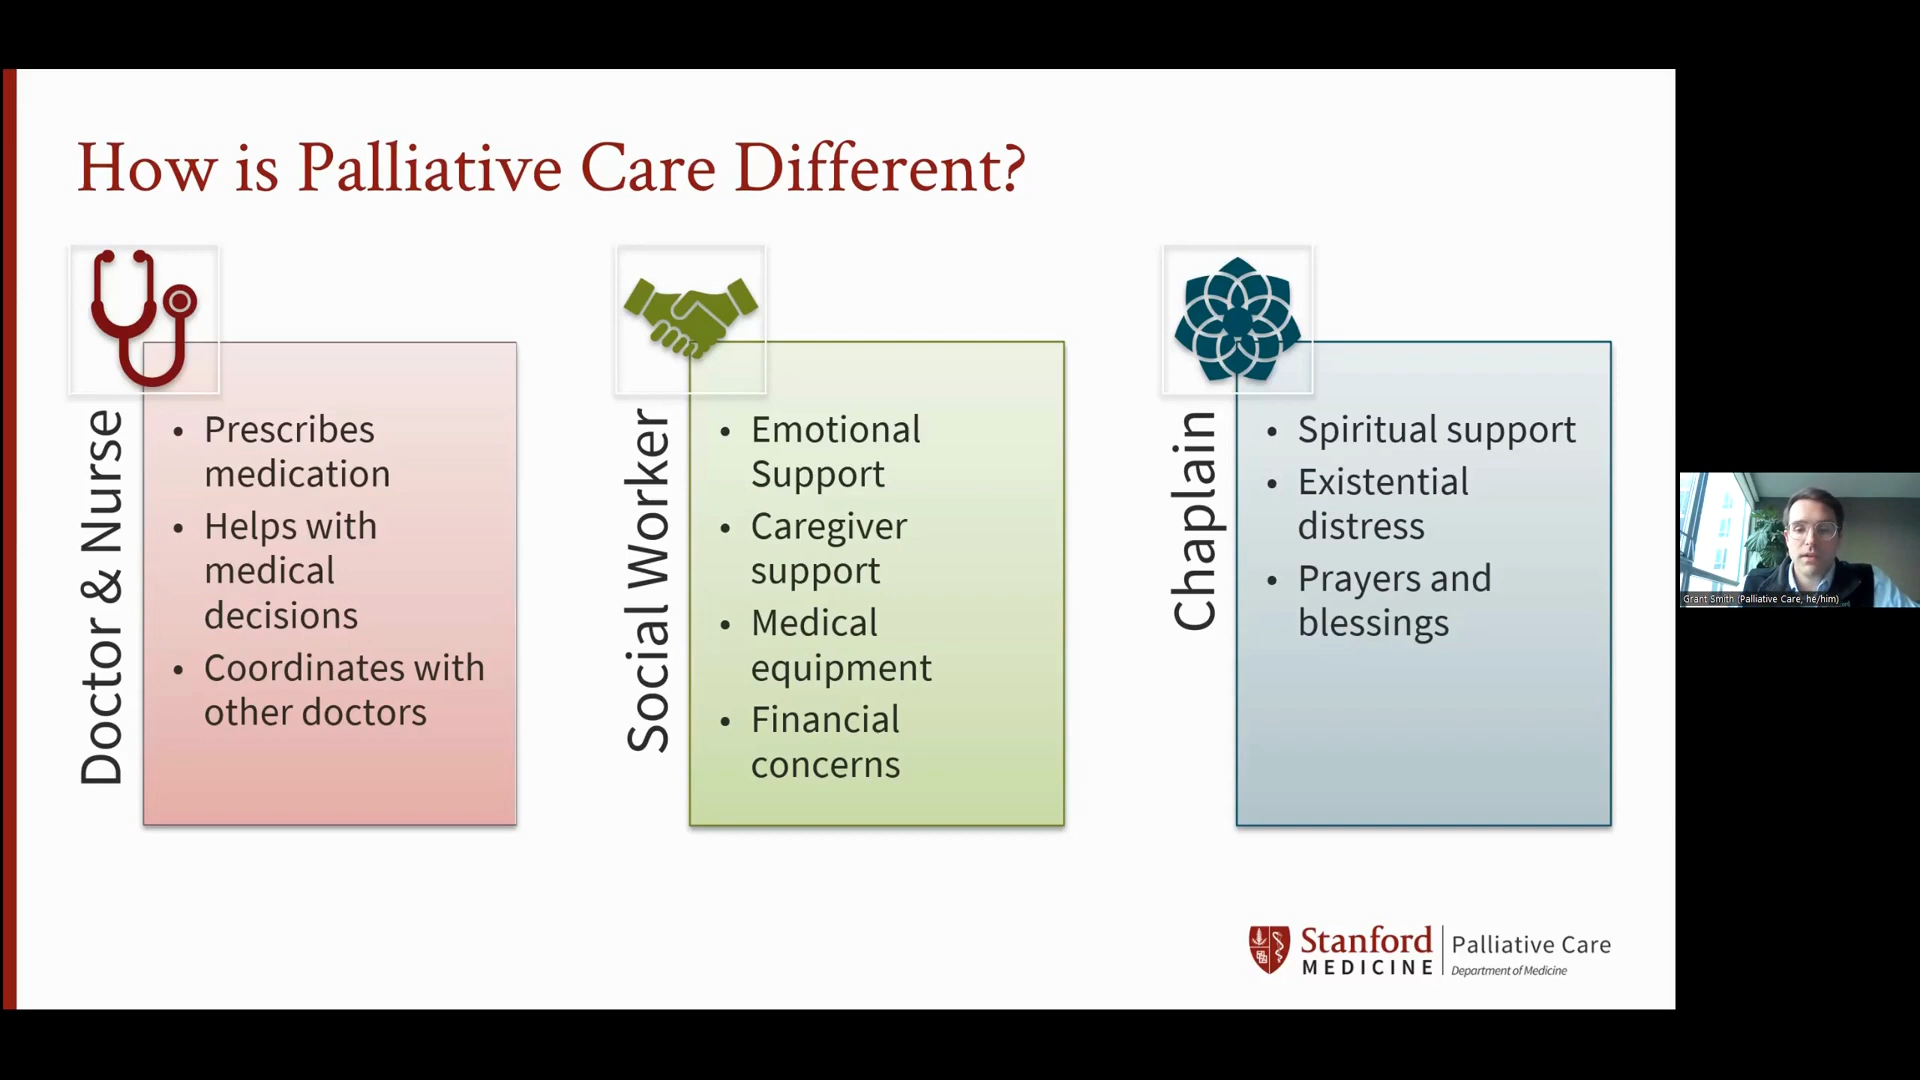 How is Palliative Care Different?
Doctor & Nurse
• Prescribes
medication
• Helps with
medical
decisions
• Coordinates with
other doctors
Social Worker
• Emotional
Support
• Caregiver
support
• Medical
equipment
• Financial
concerns
Chaplain
• Spiritual support
• Existential
distress
• Prayers and
blessings
Grant Smith (Palliative Care, he/him)
Stanford
MEDICINE
Palliative Care
Department of Medicine